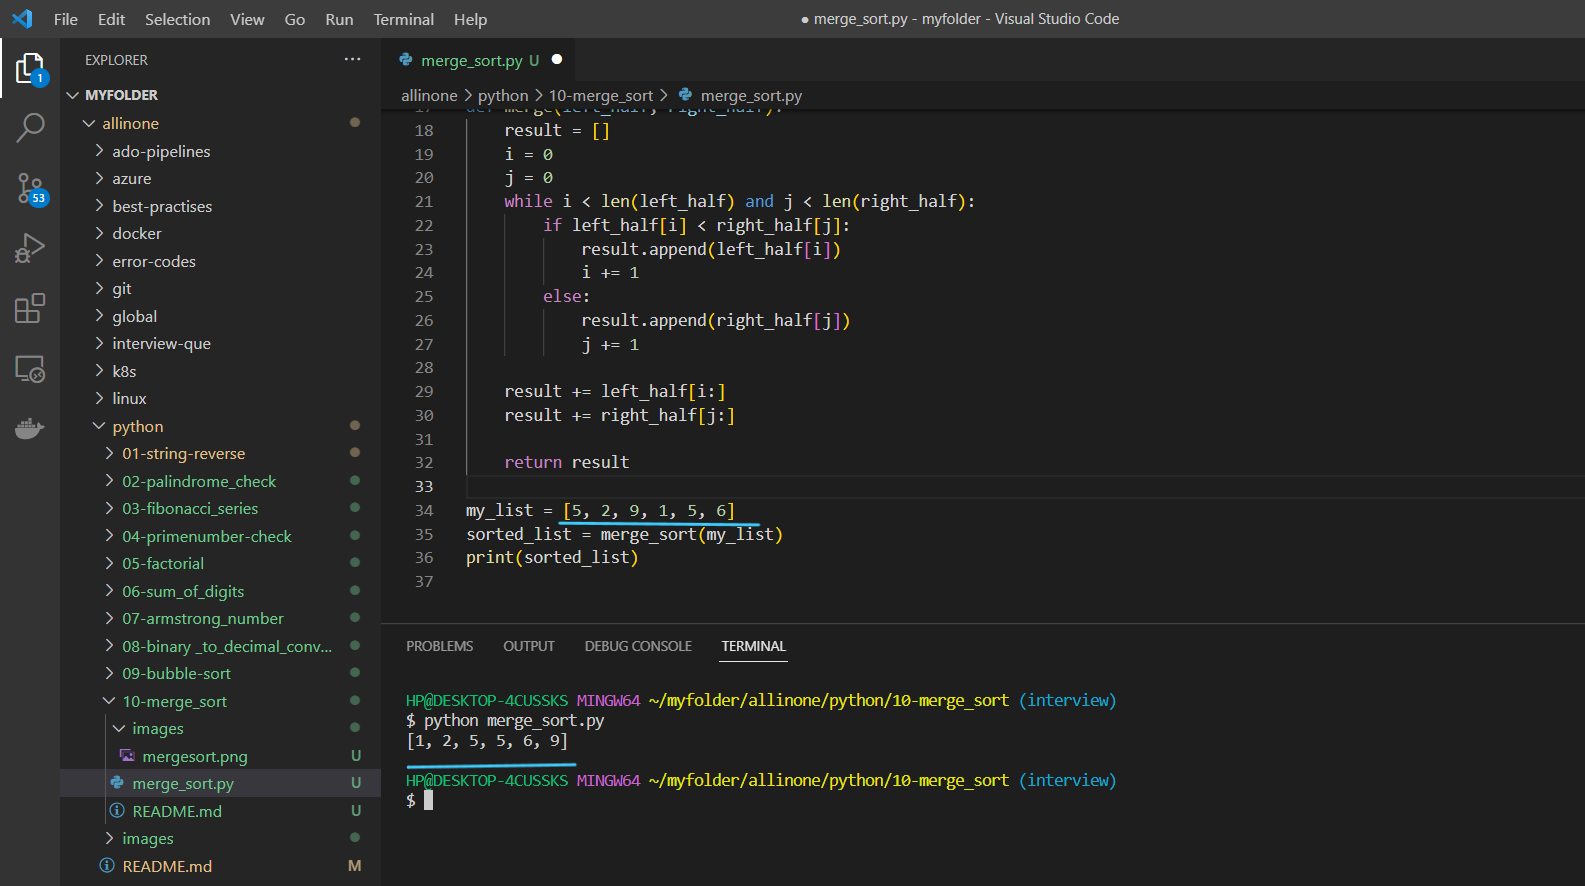 File Edit Selection View Go Run Terminal Help
● merge_sort.py - myfolder - Visual Studio Code
1
53
EXPLORER ...
MYFOLDER
allinone
ado-pipelines
azure
best-practises
docker
error-codes
git
global
interview-que
k8s
linux
python
01-string-reverse
02-palindrome_check
03-fibonacci_series
04-primenumber-check
05-factorial
06-sum_of_digits
07-armstrong_number
08-binary _to_decimal_conv...
09-bubble-sort
10-merge_sort
images
mergesort.png U
merge_sort.py U
README.md U
images
README.md M
merge_sort.py U ●
allinone > python > 10-merge_sort > merge_sort.py
17 def merge(left_half, right_half):
18 result = []
19 i = 0
20 j = 0
21 while i < len(left_half) and j < len(right_half):
22 if left_half[i] < right_half[j]:
23 result.append(left_half[i])
24 i += 1
25 else:
26 result.append(right_half[j])
27 j += 1
28
29 result += left_half[i:]
30 result += right_half[j:]
31
32 return result
33
34 my_list = [5, 2, 9, 1, 5, 6]
35 sorted_list = merge_sort(my_list)
36 print(sorted_list)
37
PROBLEMS OUTPUT DEBUG CONSOLE TERMINAL
HP@DESKTOP-4CUSSKS MINGW64 ~/myfolder/allinone/python/10-merge_sort (interview)
$ python merge_sort.py
[1, 2, 5, 5, 6, 9]
HP@DESKTOP-4CUSSKS MINGW64 ~/myfolder/allinone/python/10-merge_sort (interview)
$